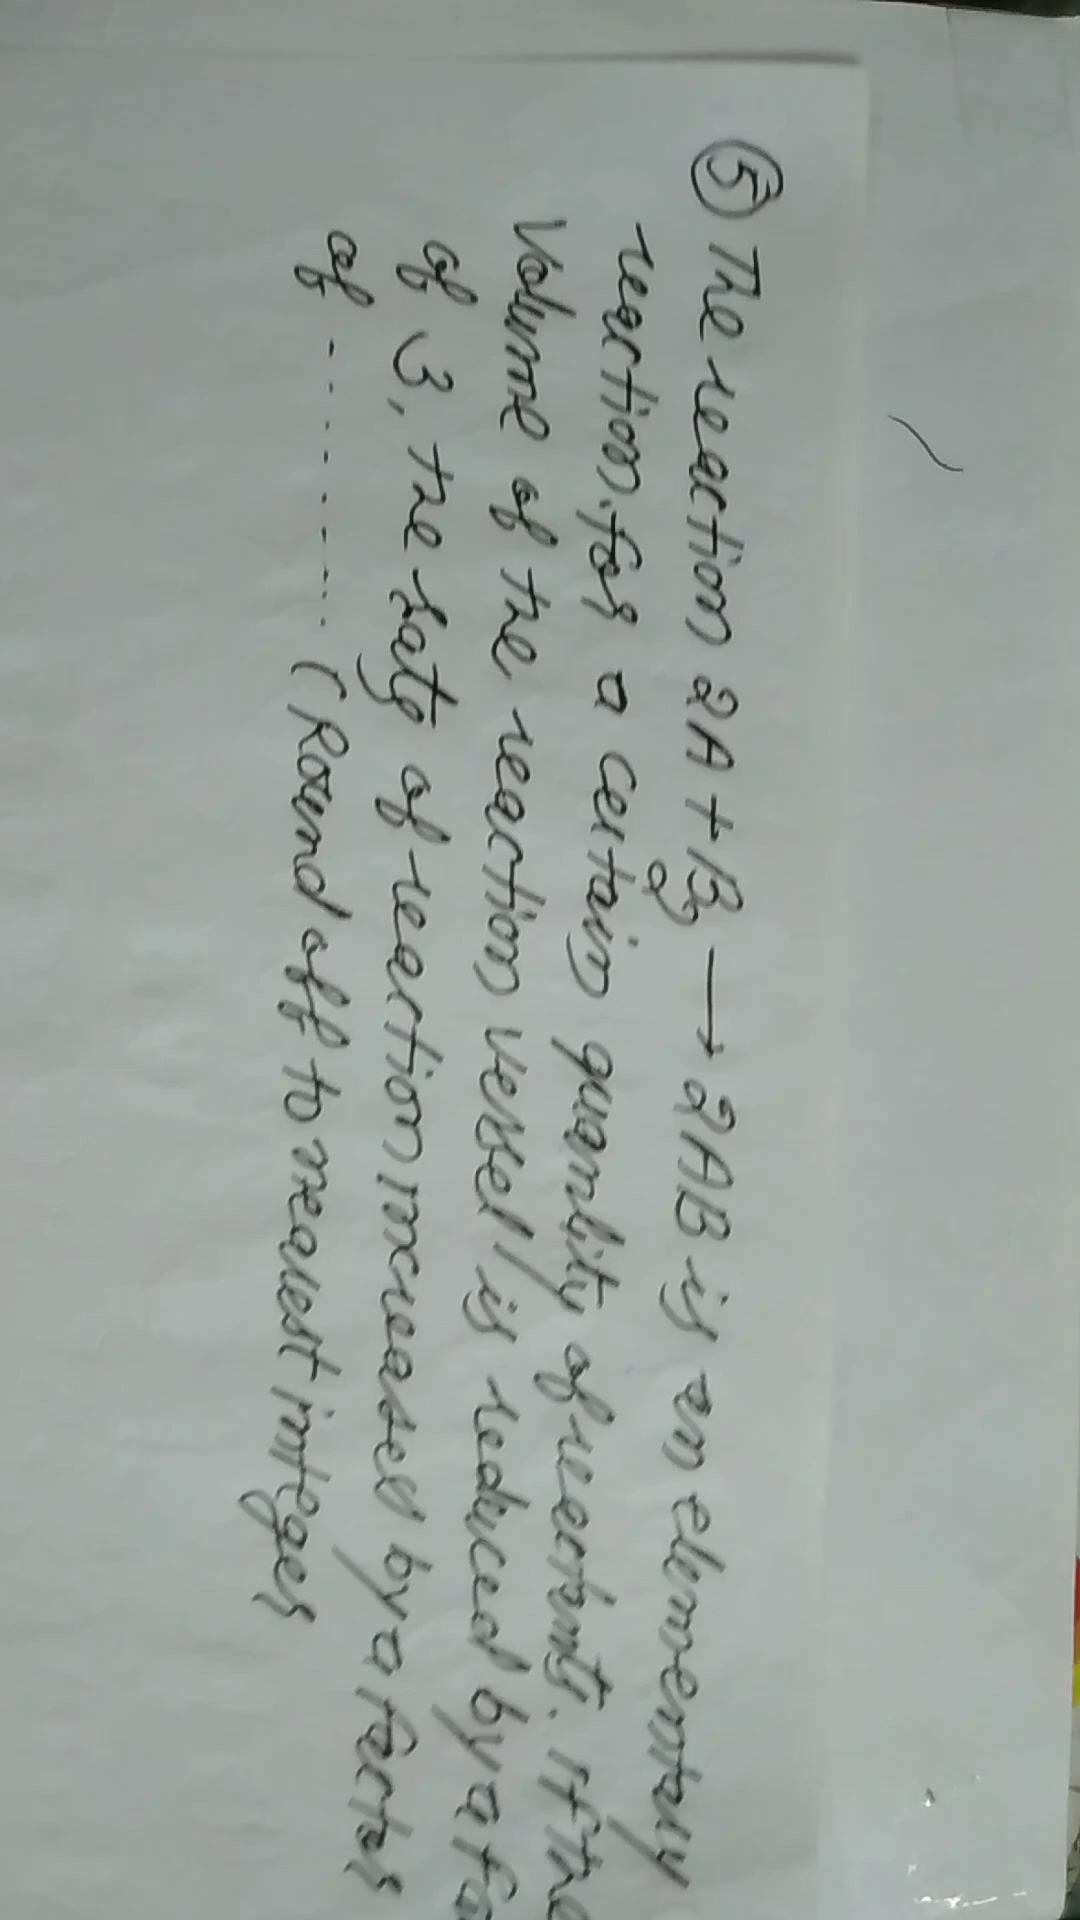 ⑤ The reaction 2A + B₂ → 2AB is an elementary
reaction. for a certain quantity of reactants. If the
Volume of the reaction vessel is reduced by a fa
of 3, the rate of reaction increases by a factor
of .......... (Round off to nearest integer